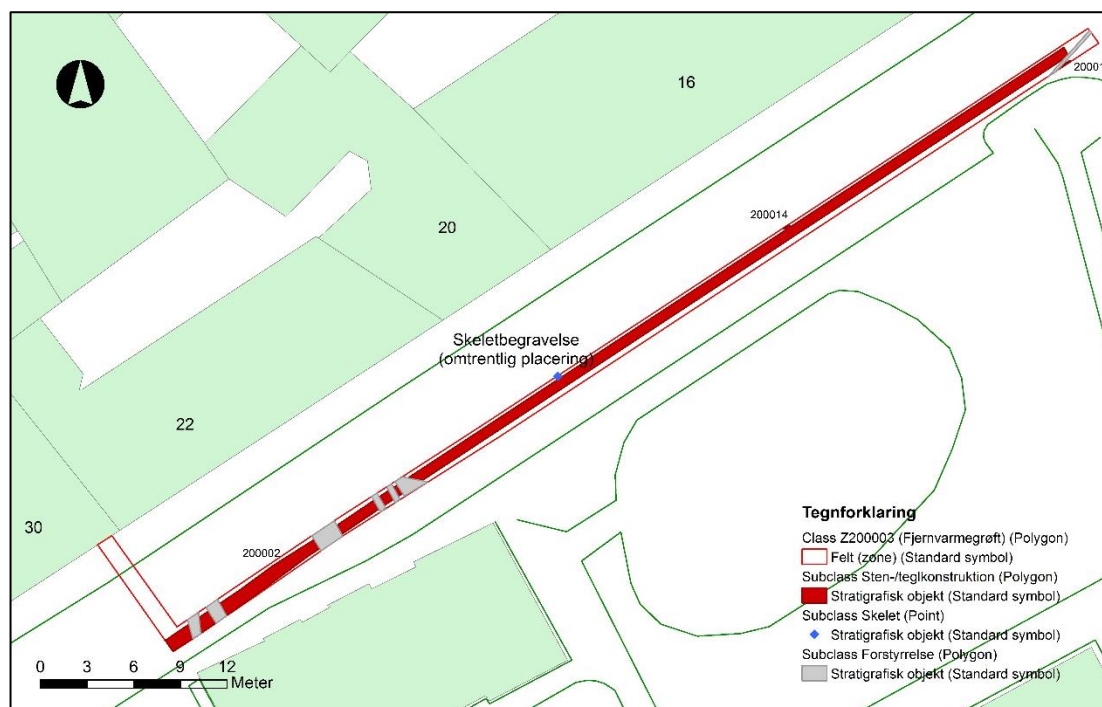 16
20001
20
200014
Skeletbegravelse
(omtrentlig placering)
22
30
200002
0 3 6 9 12
Meter
Tegnforklaring
Class Z200003 (Fjernvarmegrøft) (Polygon)
Felt (zone) (Standard symbol)
Subclass Sten-/teglkonstruktion (Polygon)
Stratigrafisk objekt (Standard symbol)
Subclass Skelet (Point)
Stratigrafisk objekt (Standard symbol)
Subclass Forstyrrelse (Polygon)
Stratigrafisk objekt (Standard symbol)